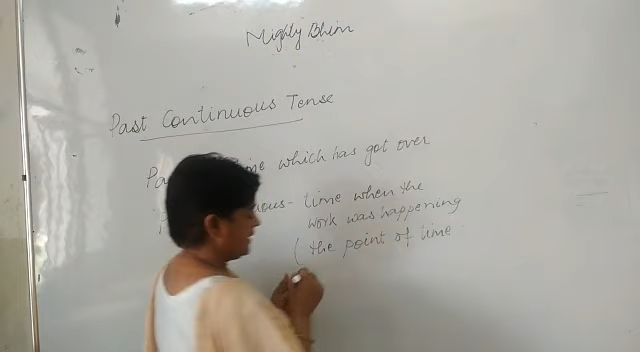 Mighty Bhim
Past Continuous Tense
which has got over
time when the
work was happening
(the point of time